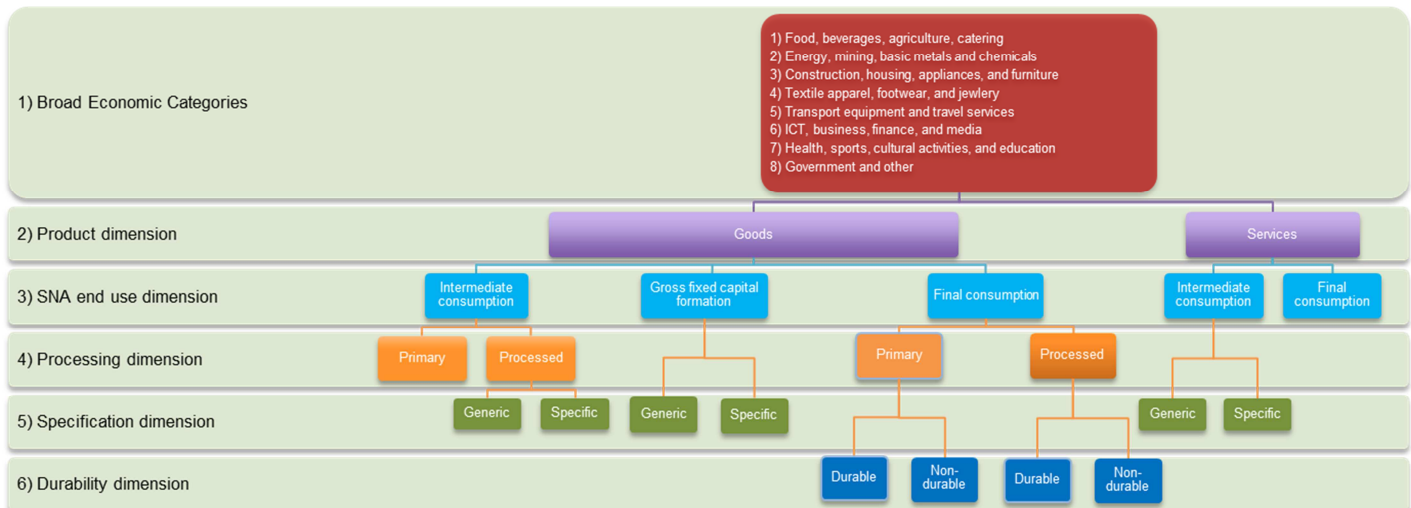 1) Broad Economic Categories
1) Food, beverages, agriculture, catering
2) Energy, mining, basic metals and chemicals
3) Construction, housing, appliances, and furniture
4) Textile apparel, footwear, and jewlery
5) Transport equipment and travel services
6) ICT, business, finance, and media
7) Health, sports, cultural activities, and education
8) Government and other
2) Product dimension
Goods
Services
3) SNA end use dimension
Intermediate
consumption
Gross fixed capital
formation
Final consumption
Intermediate
consumption
Final
consumption
4) Processing dimension
Primary
Processed
Primary
Processed
5) Specification dimension
Generic
Specific
Generic
Specific
Generic
Specific
6) Durability dimension
Durable
Non-
durable
Durable
Non-
durable